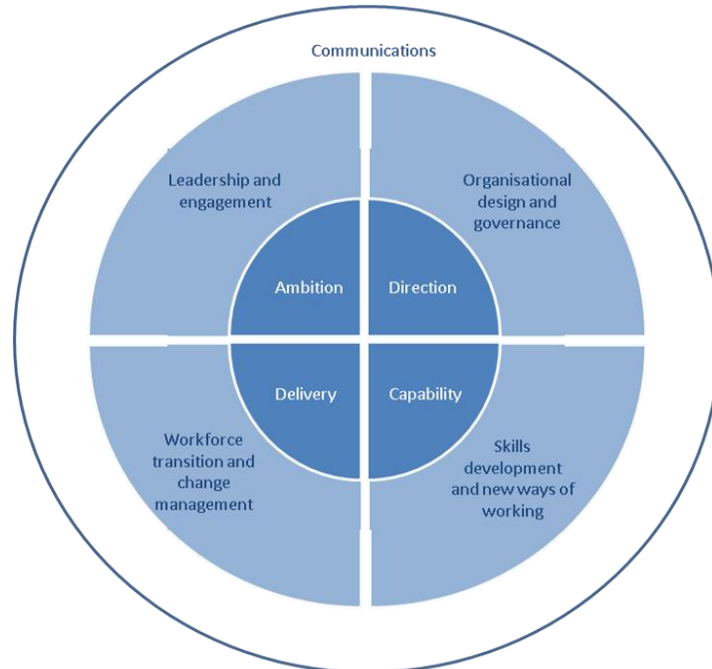 Communications
Leadership and
engagement
Organisational
design and
governance
Ambition
Direction
Delivery
Capability
Workforce
transition and
change
management
Skills
development
and new ways of
working